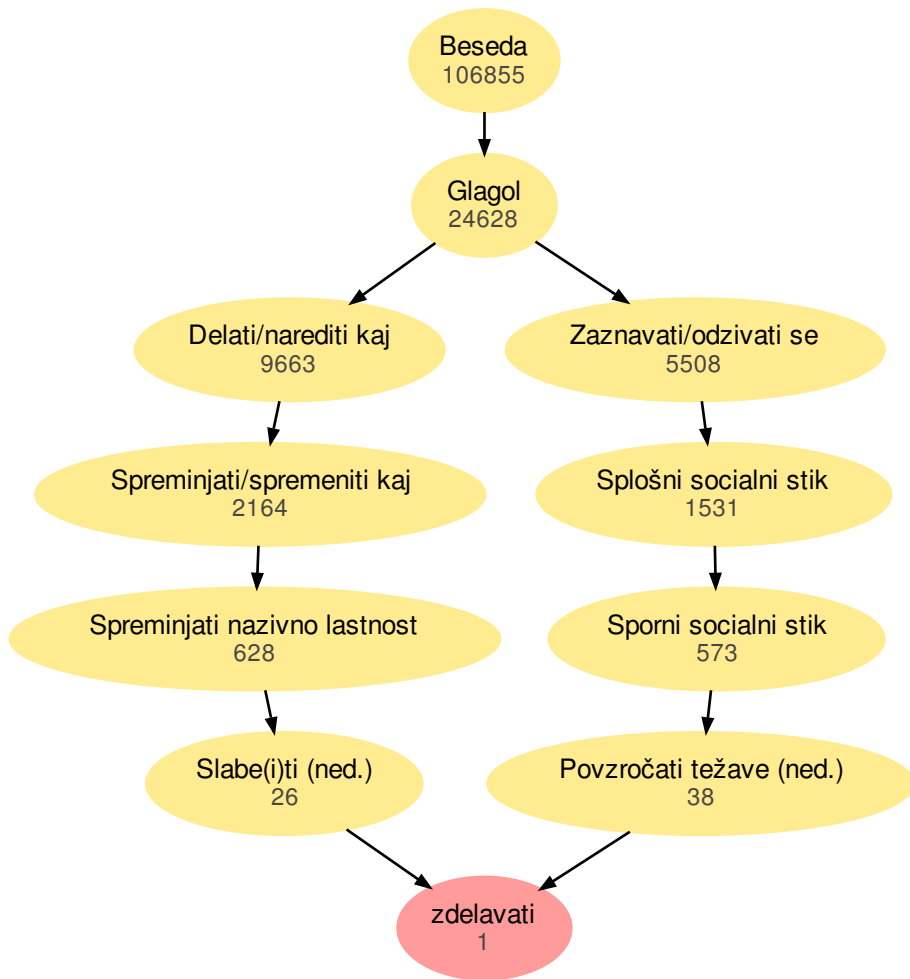 Beseda
106855
Glagol
24628
Delati/narediti kaj
9663
Zaznavati/odzivati se
5508
Spreminjati/spremeniti kaj
2164
Splošni socialni stik
1531
Spreminjati nazivno lastnost
628
Sporni socialni stik
573
Slabe(i)ti (ned.)
26
Povzročati težave (ned.)
38
zdelavati
1